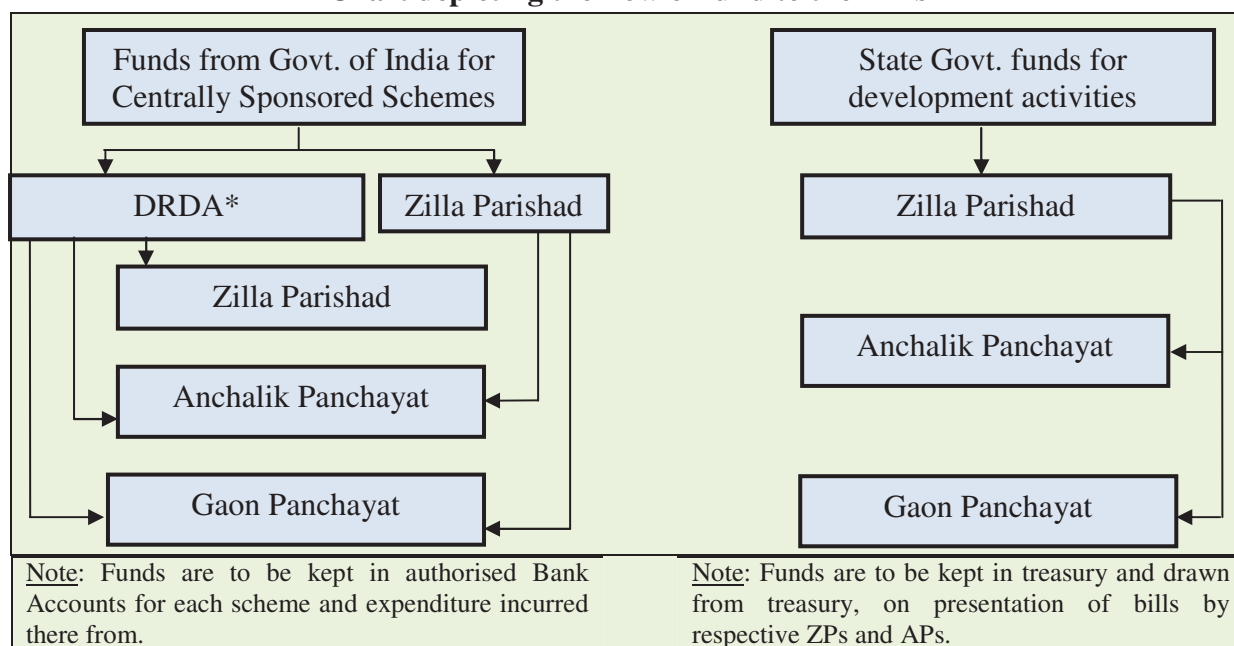 Funds from Govt. of India for
Centrally Sponsored Schemes
State Govt. funds for
development activities
DRDA*
Zilla Parishad
Zilla Parishad
Zilla Parishad
Anchalik Panchayat
Anchalik Panchayat
Gaon Panchayat
Gaon Panchayat
Note: Funds are to be kept in authorised Bank
Accounts for each scheme and expenditure incurred
there from.
Note: Funds are to be kept in treasury and drawn
from treasury, on presentation of bills by
respective ZPs and APs.